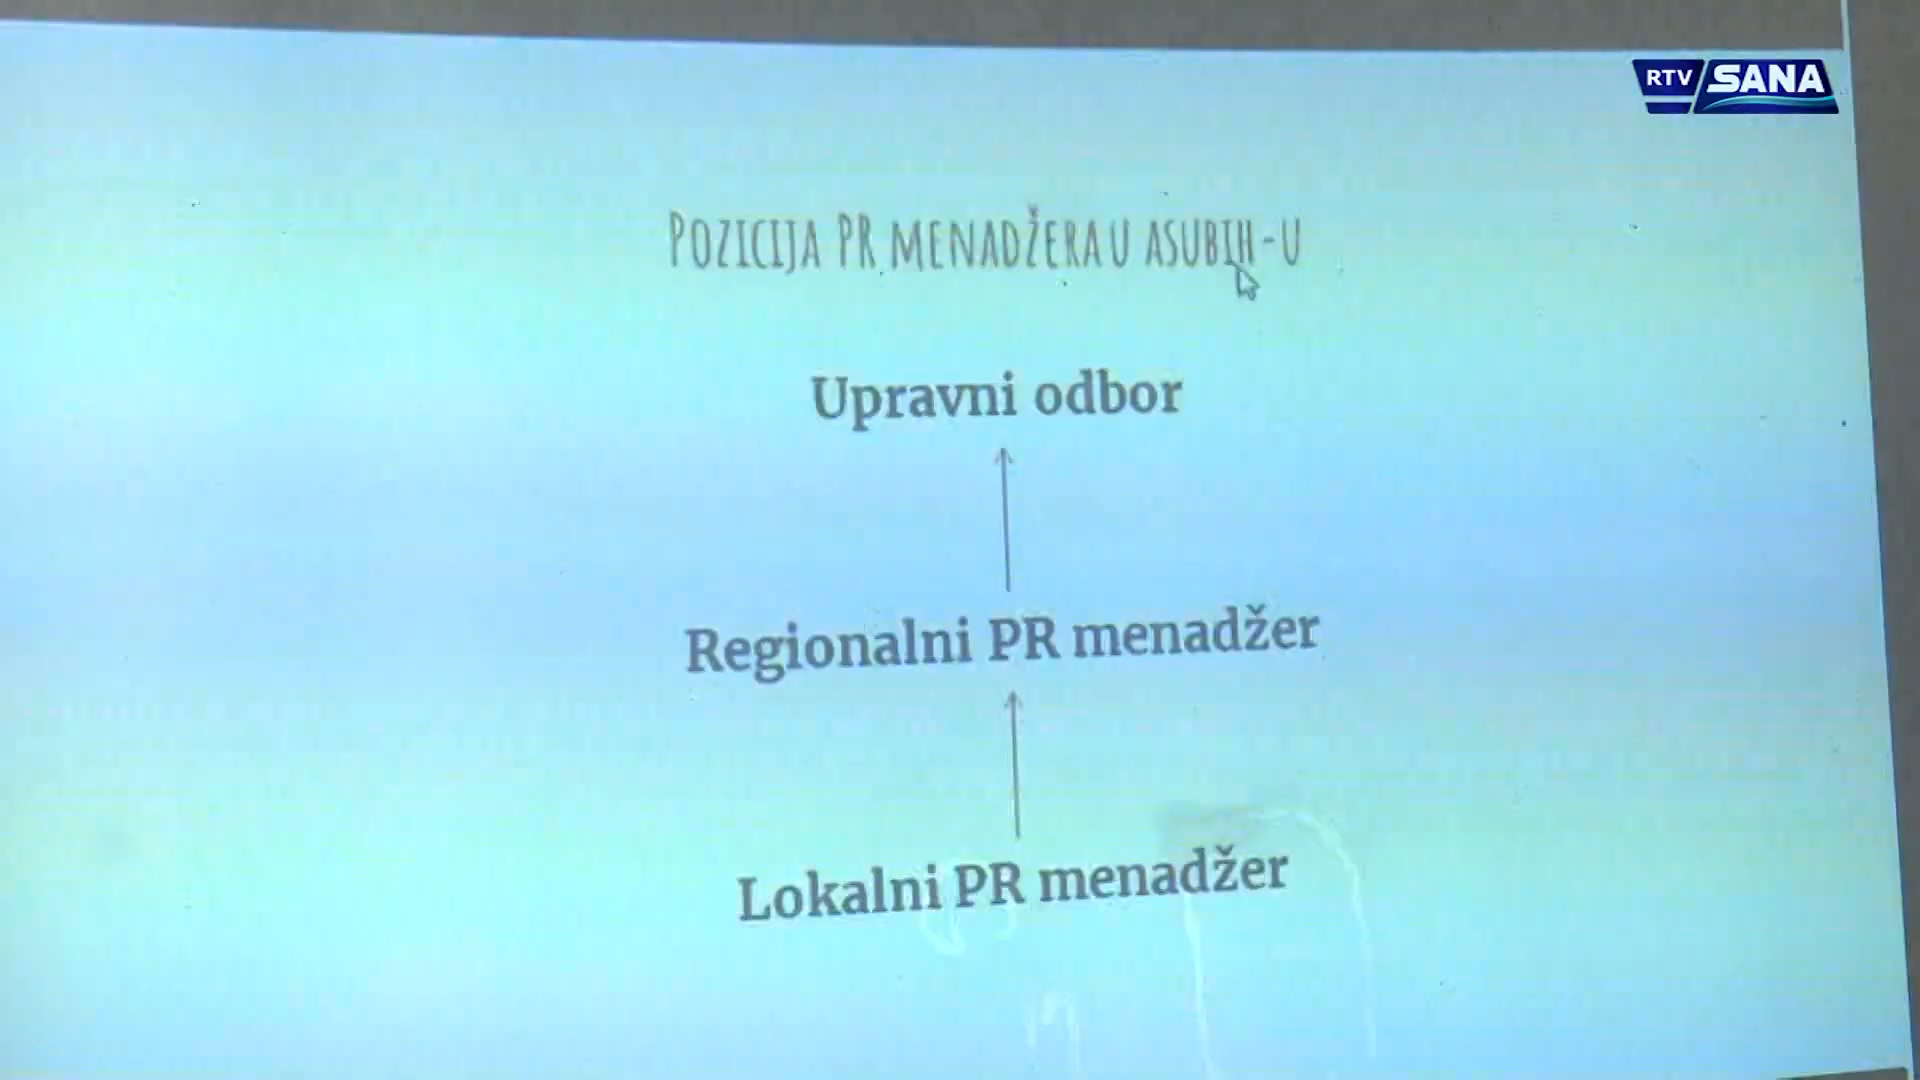 RTV SANA
POZICIJA PR MENADŽERA U ASUBIH-U
Upravni odbor
Regionalni PR menadžer
Lokalni PR menadžer